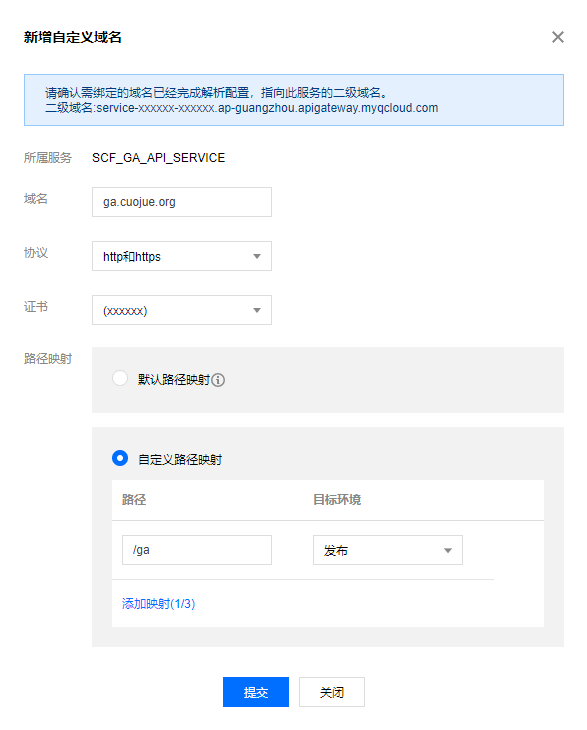 新增自定义域名
请确认需绑定的域名已经完成解析配置，指向此服务的二级域名。
二级域名:service-xxxxxx-xxxxxx.ap-guangzhou.apigateway.myqcloud.com
所属服务 SCF_GA_API_SERVICE
域名 ga.cuojue.org
协议 http和https
证书 (xxxxxx)
路径映射
默认路径映射
自定义路径映射
路径 目标环境
/ga 发布
添加映射(1/3)
提交 关闭